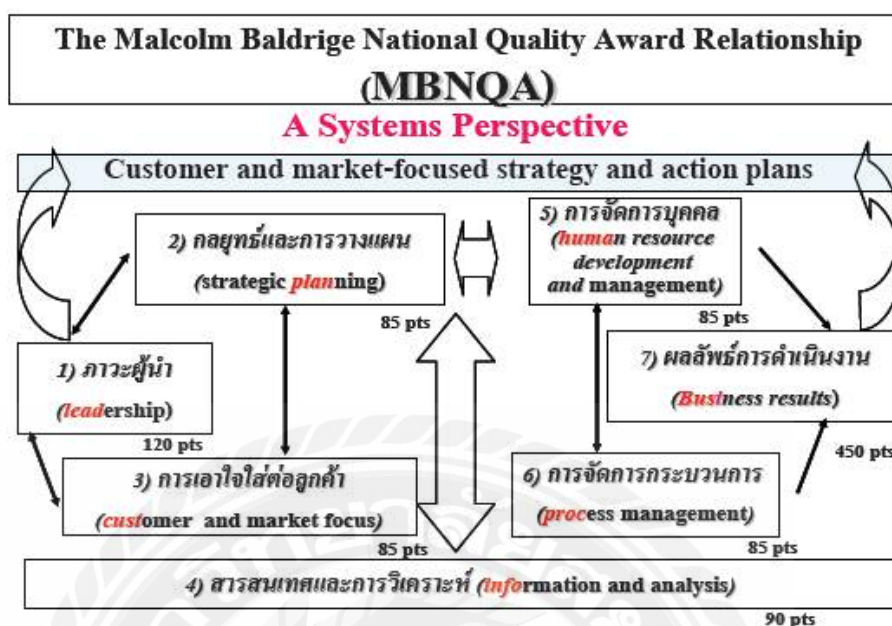 The Malcolm Baldrige National Quality Award Relationship
(MBNQA)
A Systems Perspective
Customer and market-focused strategy and action plans
2) กลยุทธ์และการวางแผน
(strategic planning)
85 pts
5) การจัดการบุคคล
(human resource
development
and management)
85 pts
1) ภาวะผู้นำ
(leadership)
120 pts
7) ผลลัพธ์การดำเนินงาน
(Business results)
450 pts
3) การเอาใจใส่ต่อลูกค้า
(customer and market focus)
85 pts
6) การจัดการกระบวนการ
(process management)
85 pts
4) สารสนเทศและการวิเคราะห์ (information and analysis)
90 pts